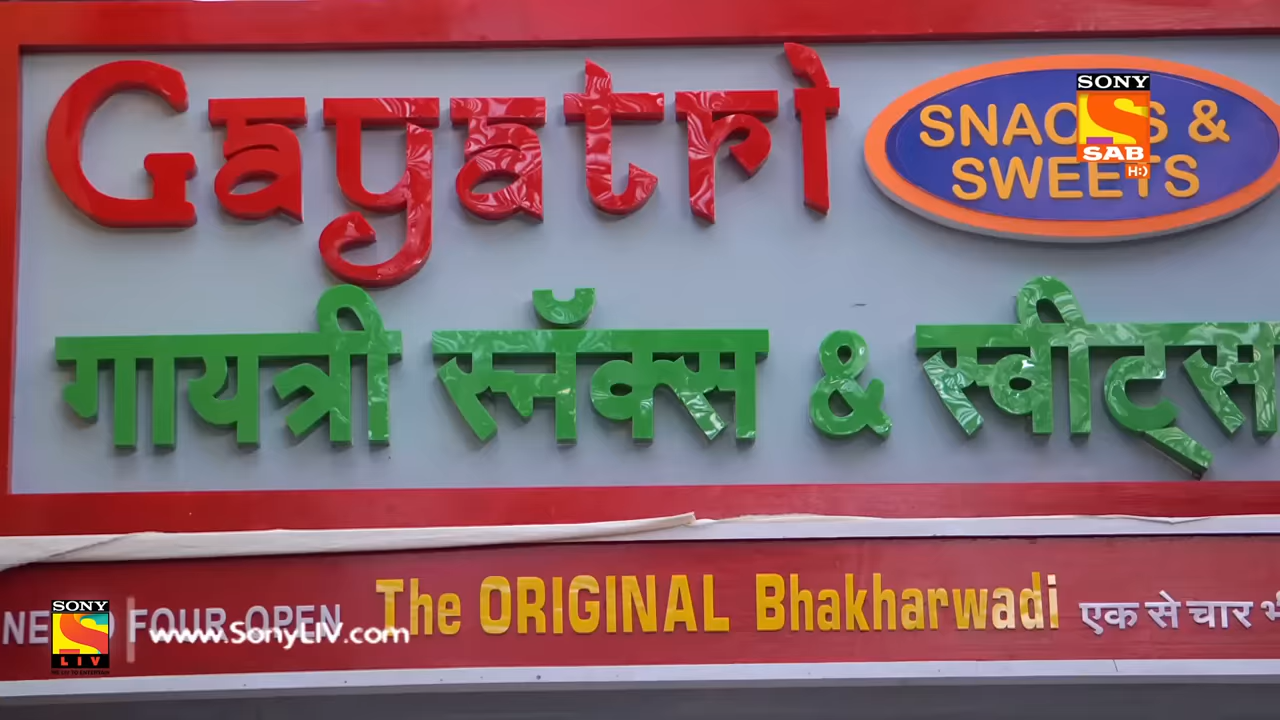 Gayatri
SNACKS &
SWEETS
SONY
SAB
H:)
गायत्री स्नॅक्स & स्वीट्स
The ORIGINAL Bhakharwadi
एक से चार
FOUR OPEN
SONY
LIV
www.SonyLIV.com